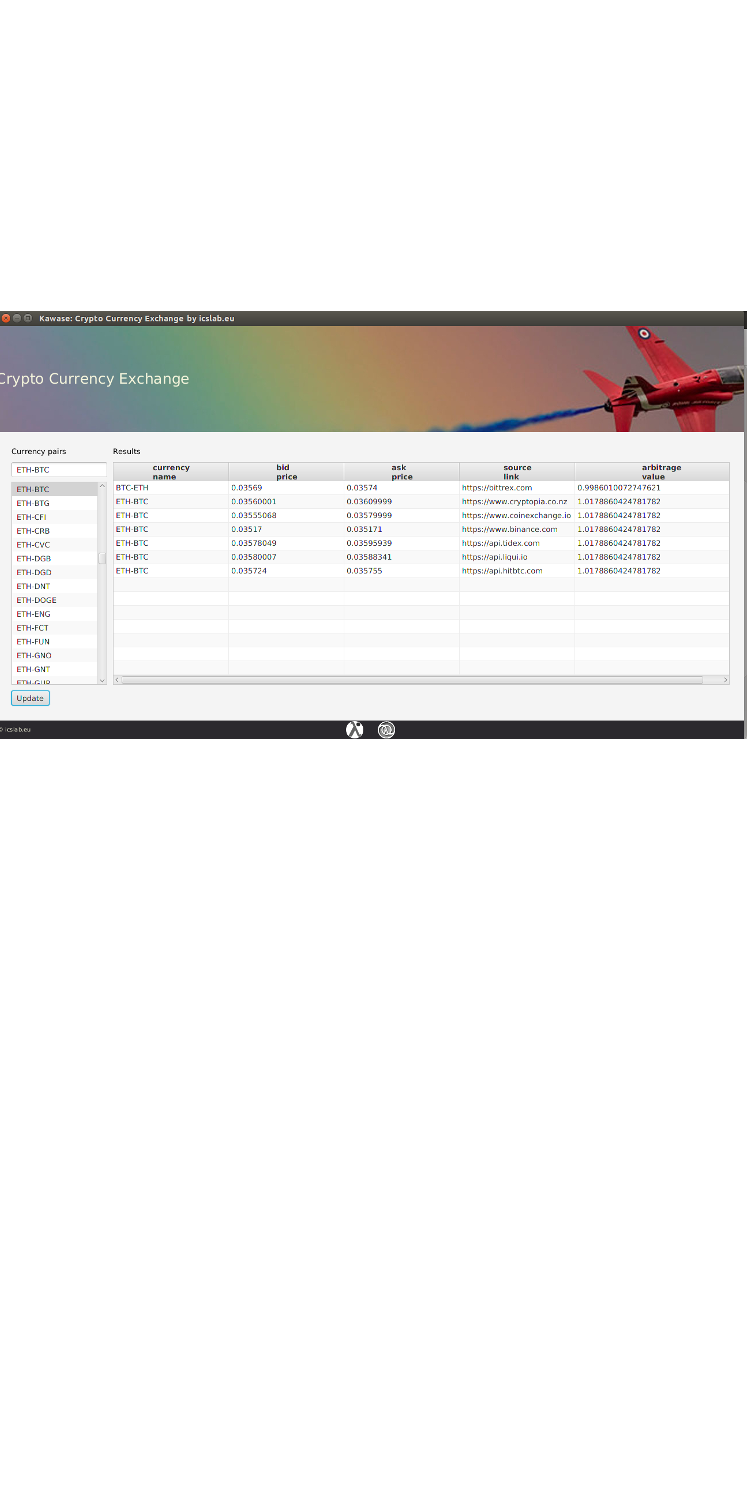 Kawase: Crypto Currency Exchange by icslab.eu
Crypto Currency Exchange
Currency pairs
Results
ETH-BTC
ETH-BTC
ETH-BTG
ETH-CFI
ETH-CRB
ETH-CVC
ETH-DGB
ETH-DGD
ETH-DNT
ETH-DOGE
ETH-ENG
ETH-FCT
ETH-FUN
ETH-GNO
ETH-GNT
ETH-GUP
Update
currency name bid price ask price source link arbitrage value
BTC-ETH 0.03569 0.03574 https://bittrex.com 0.9986010072747621
ETH-BTC 0.03560001 0.03609999 https://www.cryptopia.co.nz 1.0178860424781782
ETH-BTC 0.03555068 0.03579999 https://www.coinexchange.io 1.0178860424781782
ETH-BTC 0.03517 0.035171 https://www.binance.com 1.0178860424781782
ETH-BTC 0.03578049 0.03595939 https://api.tidex.com 1.0178860424781782
ETH-BTC 0.03580007 0.03588341 https://api.liqui.io 1.0178860424781782
ETH-BTC 0.035724 0.035755 https://api.hitbtc.com 1.0178860424781782
© icslab.eu